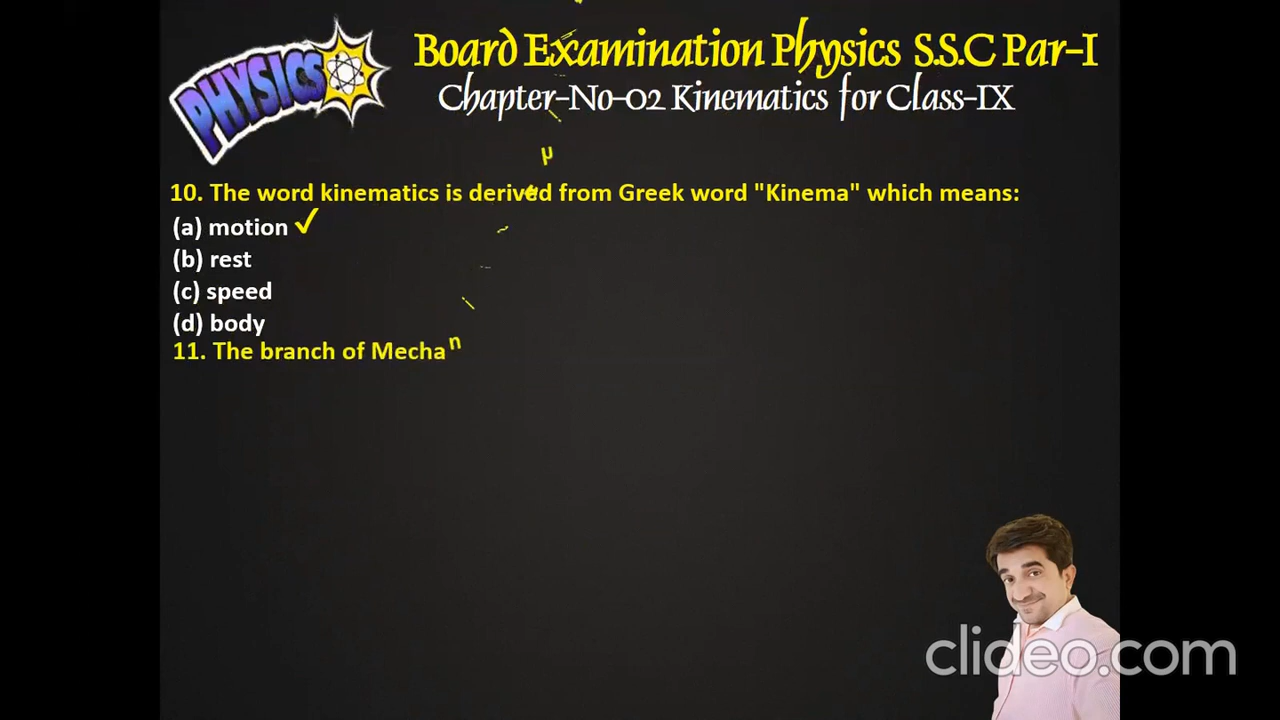 PHYSICS
Board Examination Physics S.S.C Par-I
Chapter-No-02 Kinematics for Class-IX
10. The word kinematics is derived from Greek word "Kinema" which means:
(a) motion ✓
(b) rest
(c) speed
(d) body
11. The branch of Mechan
clideo.com